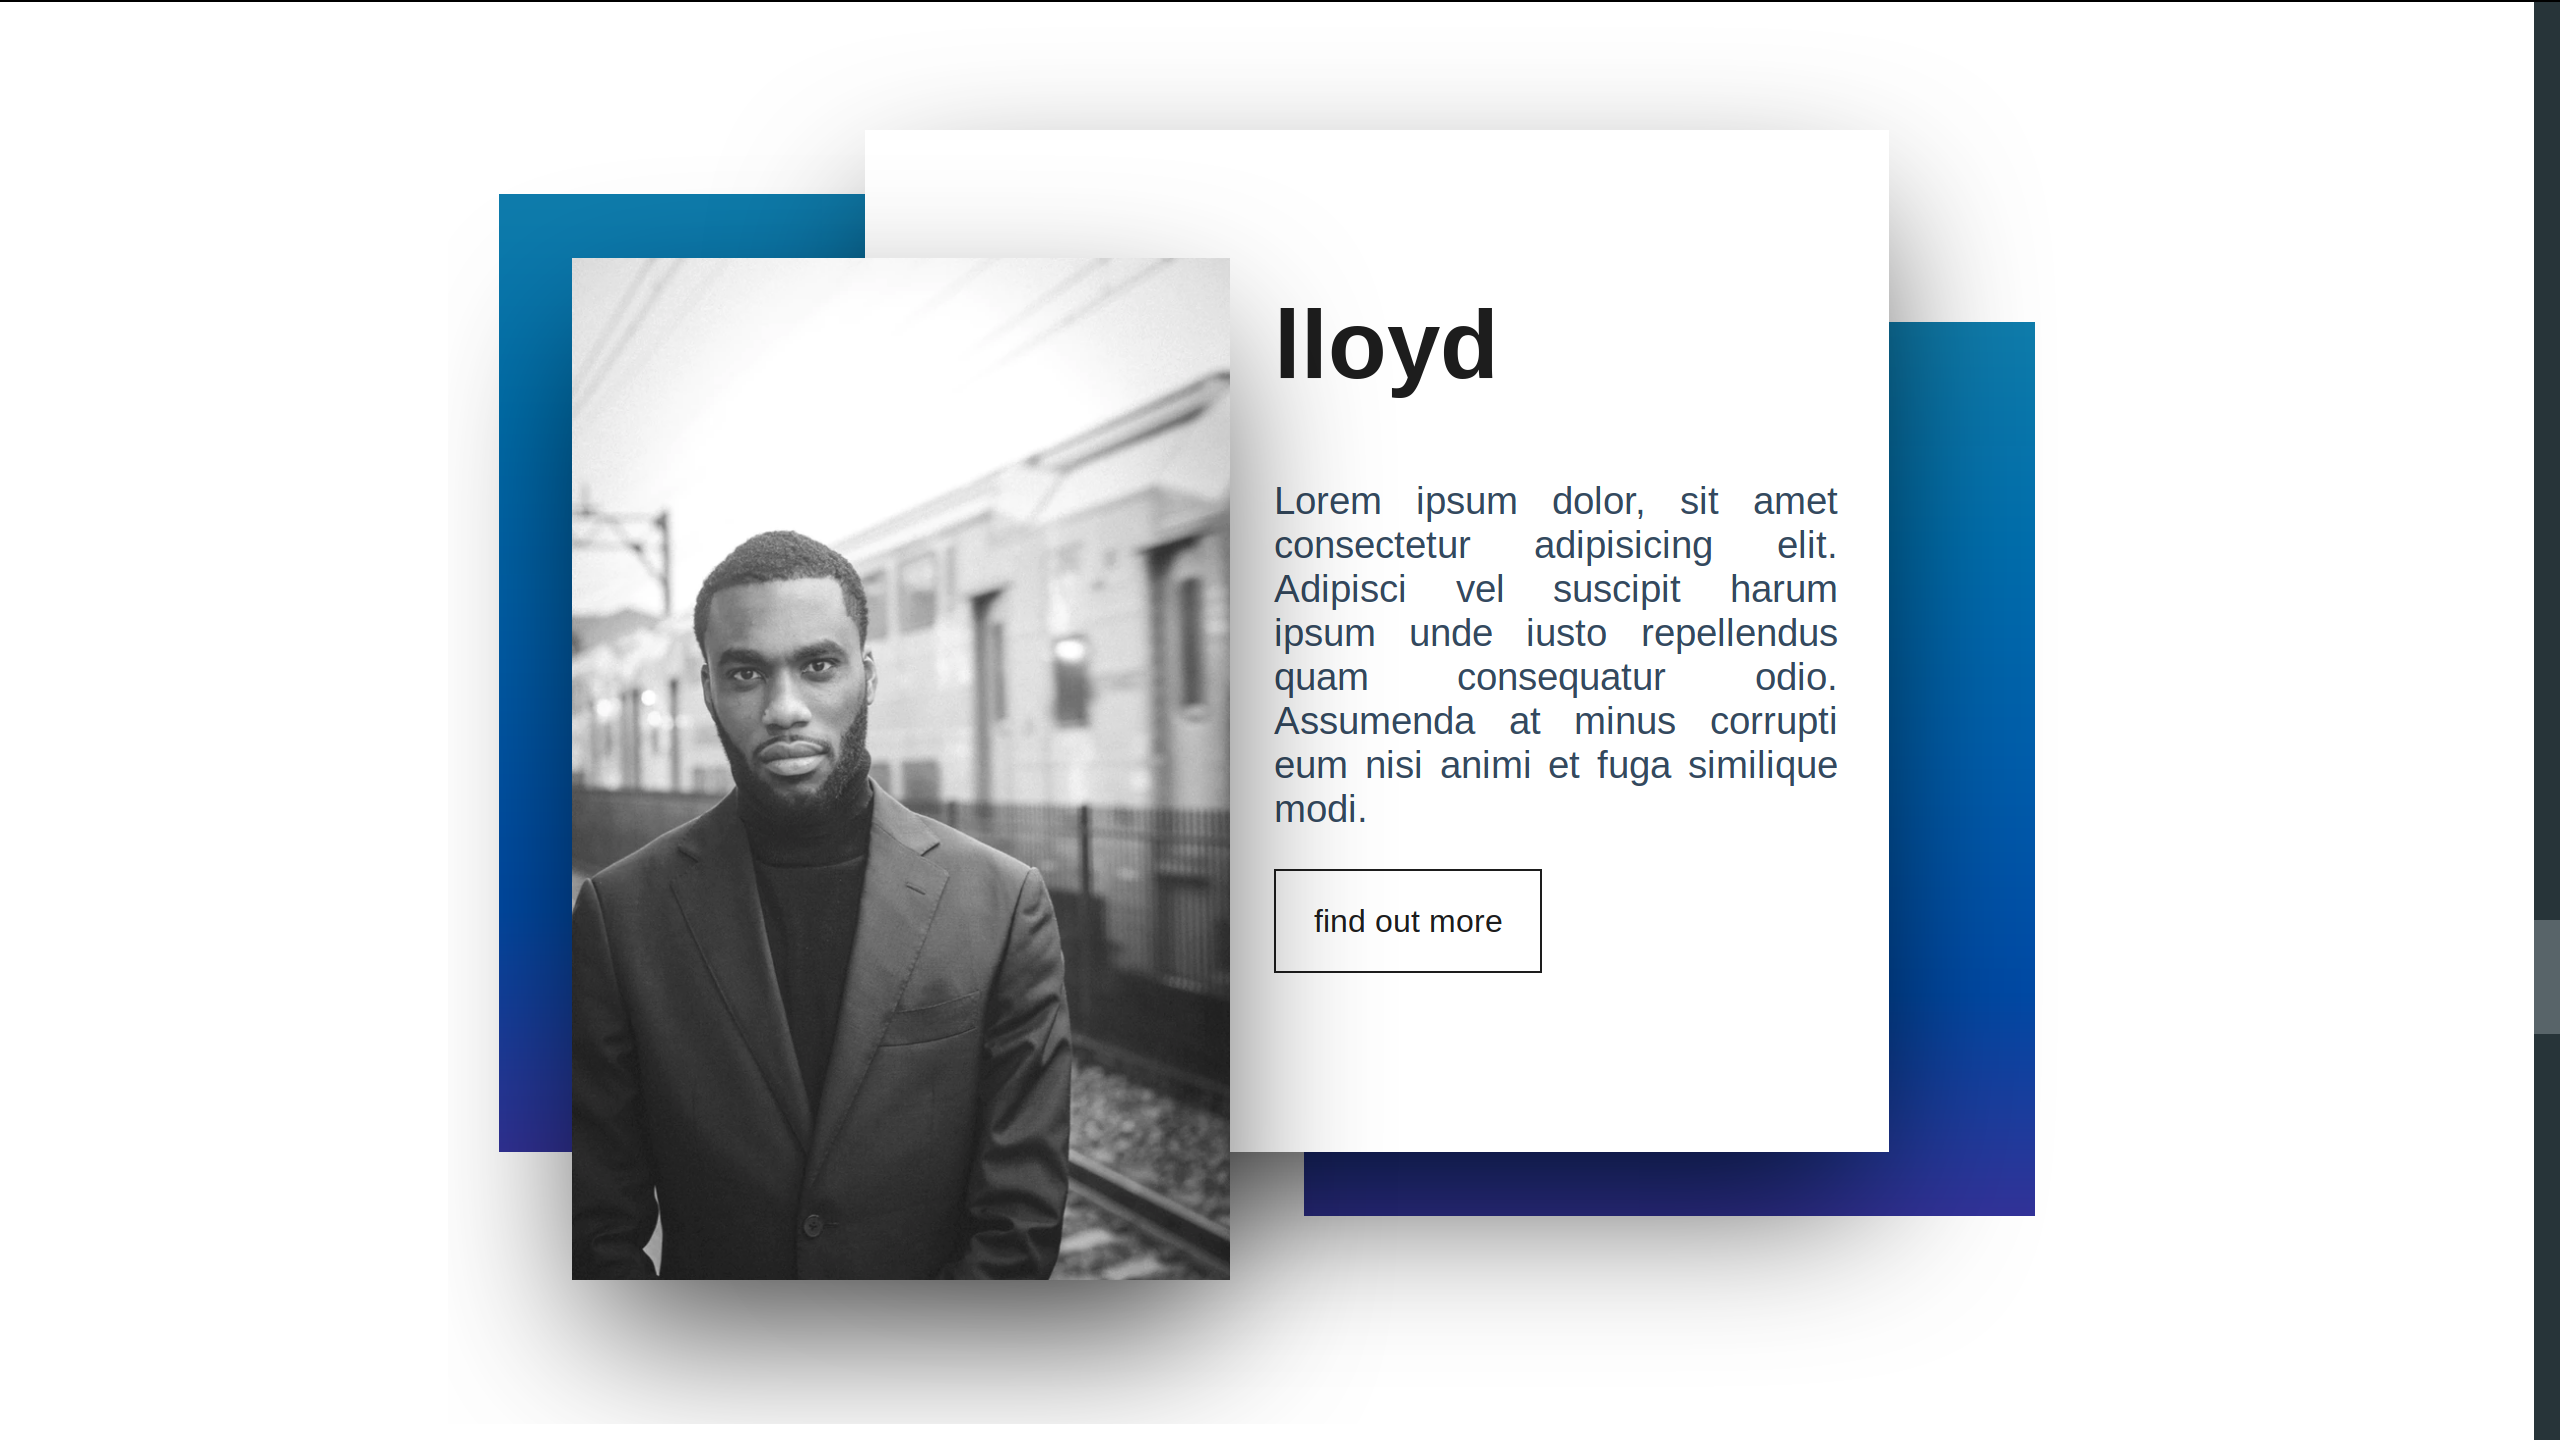 lloyd
Lorem ipsum dolor, sit amet
consectetur adipisicing elit.
Adipisci vel suscipit harum
ipsum unde iusto repellendus
quam consequatur odio.
Assumenda at minus corrupti
eum nisi animi et fuga similique
modi.
find out more